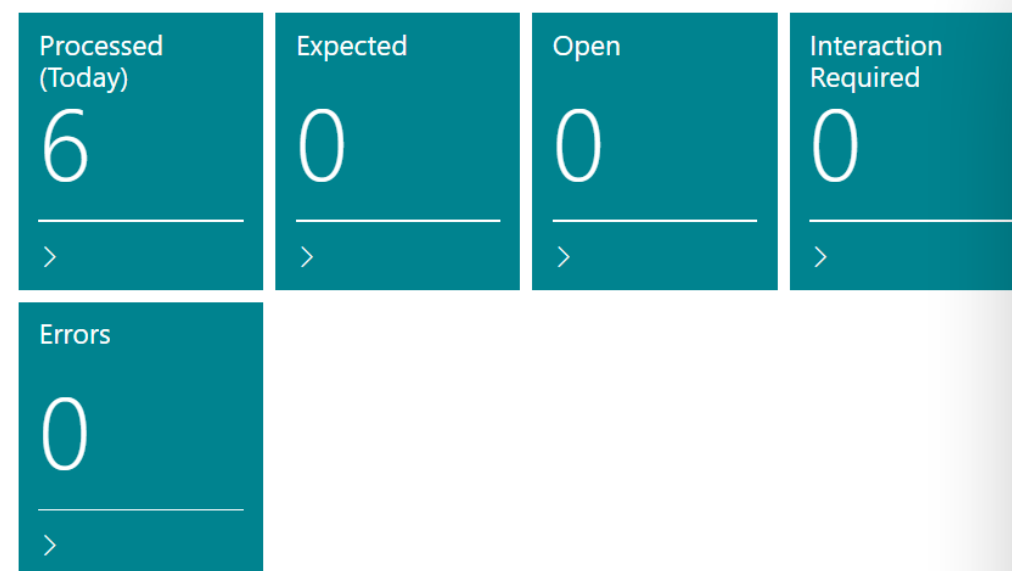 Processed
(Today)
6
Expected
0
Open
0
Interaction
Required
0
Errors
0